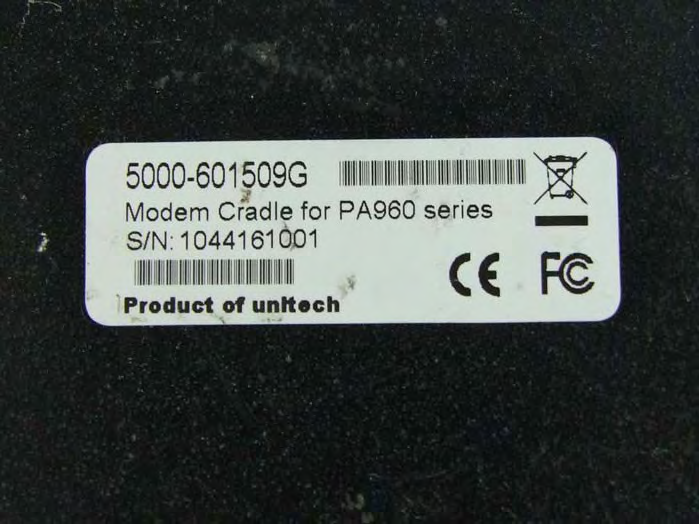 5000-601509G
Modem Cradle for PA960 series
S/N: 1044161001
CE FC
Product of unitech